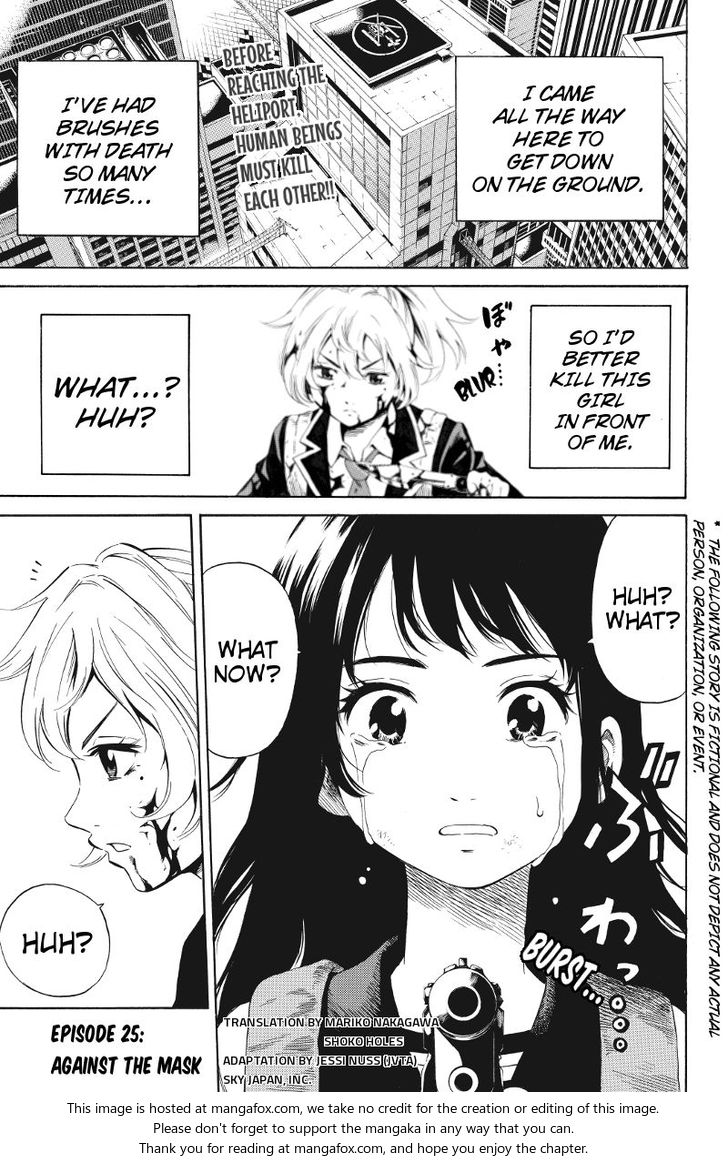 I CAME
ALL THE WAY
HERE TO
GET DOWN
ON THE GROUND.
BEFORE
REACHING THE
HELIPORT,
HUMAN BEINGS
MUST KILL
EACH OTHER!!
I'VE HAD
BRUSHES
WITH DEATH
SO MANY
TIMES...
SO I'D
BETTER
KILL THIS
GIRL
IN FRONT
OF ME.
ぼや
BLUR...
WHAT...?
HUH?
HUH?
WHAT?
WHAT
NOW?
ぶわっ...
BURST...
HUH?
* THE FOLLOWING STORY IS FICTIONAL AND DOES NOT DEPICT ANY ACTUAL
PERSON, ORGANIZATION, OR EVENT.
EPISODE 25:
AGAINST THE MASK
TRANSLATION BY MARIKO NAKAGAWA
SHOKO HOLES
ADAPTATION BY JESSI NUSS (JVTA)
SKY JAPAN, INC.
This image is hosted at mangafox.com, we take no credit for the creation or editing of this image.
Please don't forget to support the mangaka in any way that you can.
Thank you for reading at mangafox.com, and hope you enjoy the chapter.